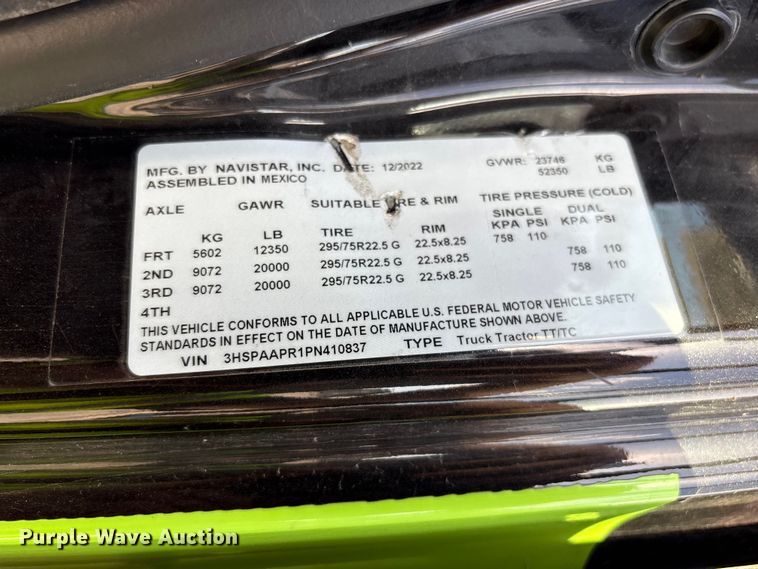 MFG. BY NAVISTAR, INC. DATE: 12/2022 GVWR: 23746 KG
ASSEMBLED IN MEXICO 52350 LB
AXLE GAWR SUITABLE & RIM TIRE PRESSURE (COLD)
SINGLE DUAL
KG LB TIRE RIM KPA PSI KPA PSI
FRT 5602 12350 295/75R22.5 G 22.5x8.25 758 110
2ND 9072 20000 295/75R22.5 G 22.5x8.25 758 110
3RD 9072 20000 295/75R22.5 G 22.5x8.25 758 110
4TH
THIS VEHICLE CONFORMS TO ALL APPLICABLE U.S. FEDERAL MOTOR VEHICLE SAFETY
STANDARDS IN EFFECT ON THE DATE OF MANUFACTURE SHOWN ABOVE.
VIN 3HSPAAPR1PN410837 TYPE Truck Tractor TT/TC
Purple Wave Auction